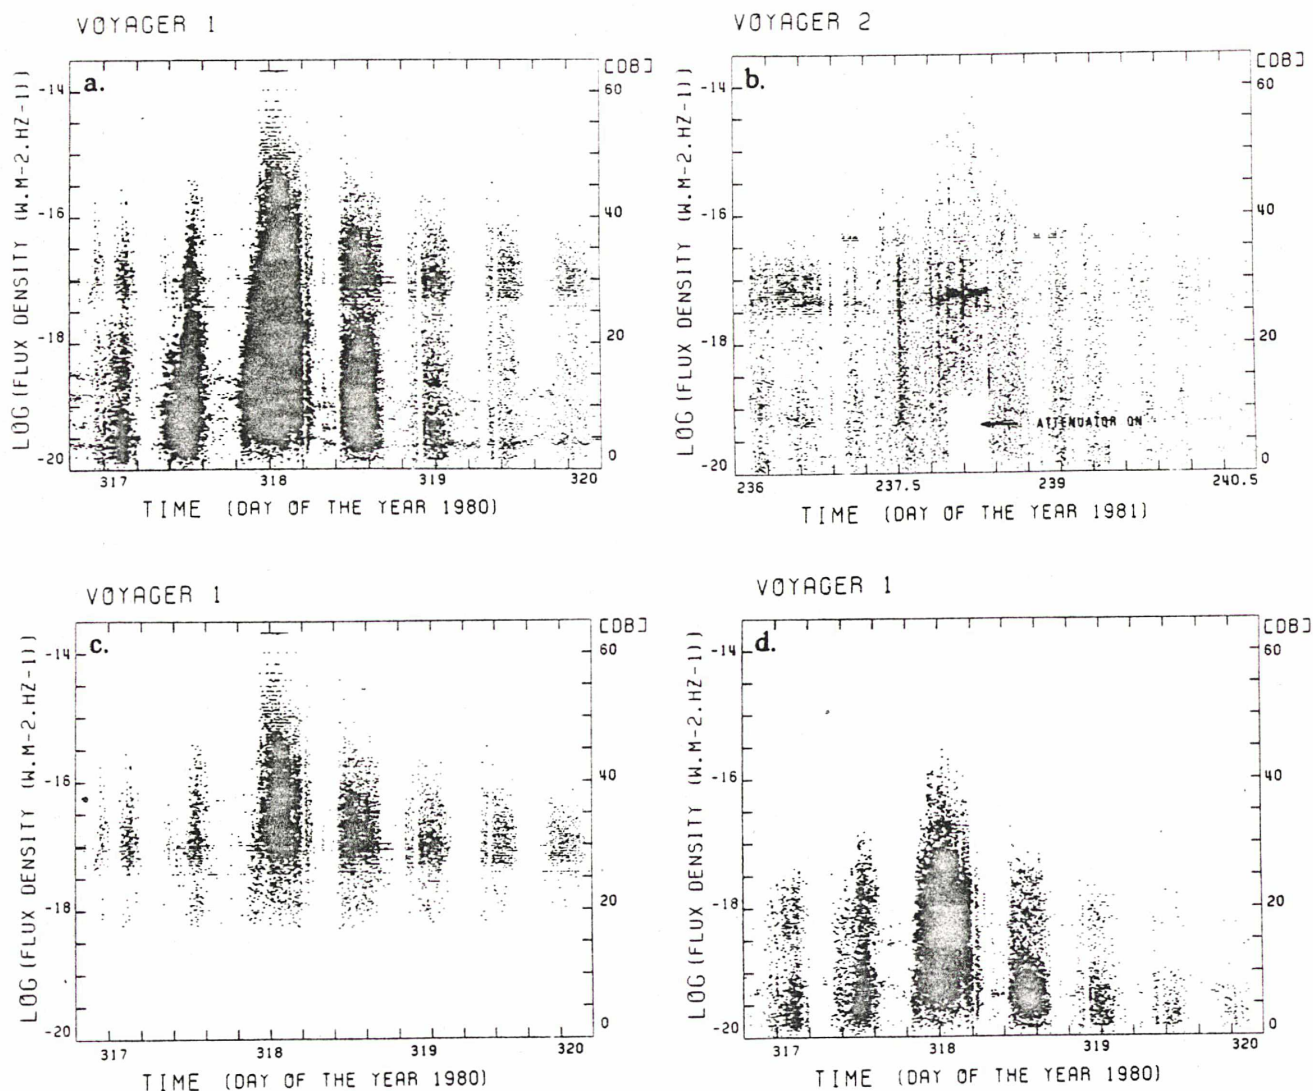 VOYAGER 1
a.
[DB]
LOG (FLUX DENSITY (W.M-2.HZ-1))
-14
-16
-18
-20
60
40
20
0
317
318
319
320
TIME (DAY OF THE YEAR 1980)
VOYAGER 2
b.
[DB]
LOG (FLUX DENSITY (W.M-2.HZ-1))
-14
-16
-18
-20
60
40
20
0
ATTENUATOR ON
236
237.5
239
240.5
TIME (DAY OF THE YEAR 1981)
VOYAGER 1
c.
[DB]
LOG (FLUX DENSITY (W.M-2.HZ-1))
-14
-16
-18
-20
60
40
20
0
317
318
319
320
TIME (DAY OF THE YEAR 1980)
VOYAGER 1
d.
[DB]
LOG (FLUX DENSITY (W.M-2.HZ-1))
-14
-16
-18
-20
60
40
20
0
317
318
319
320
TIME (DAY OF THE YEAR 1980)